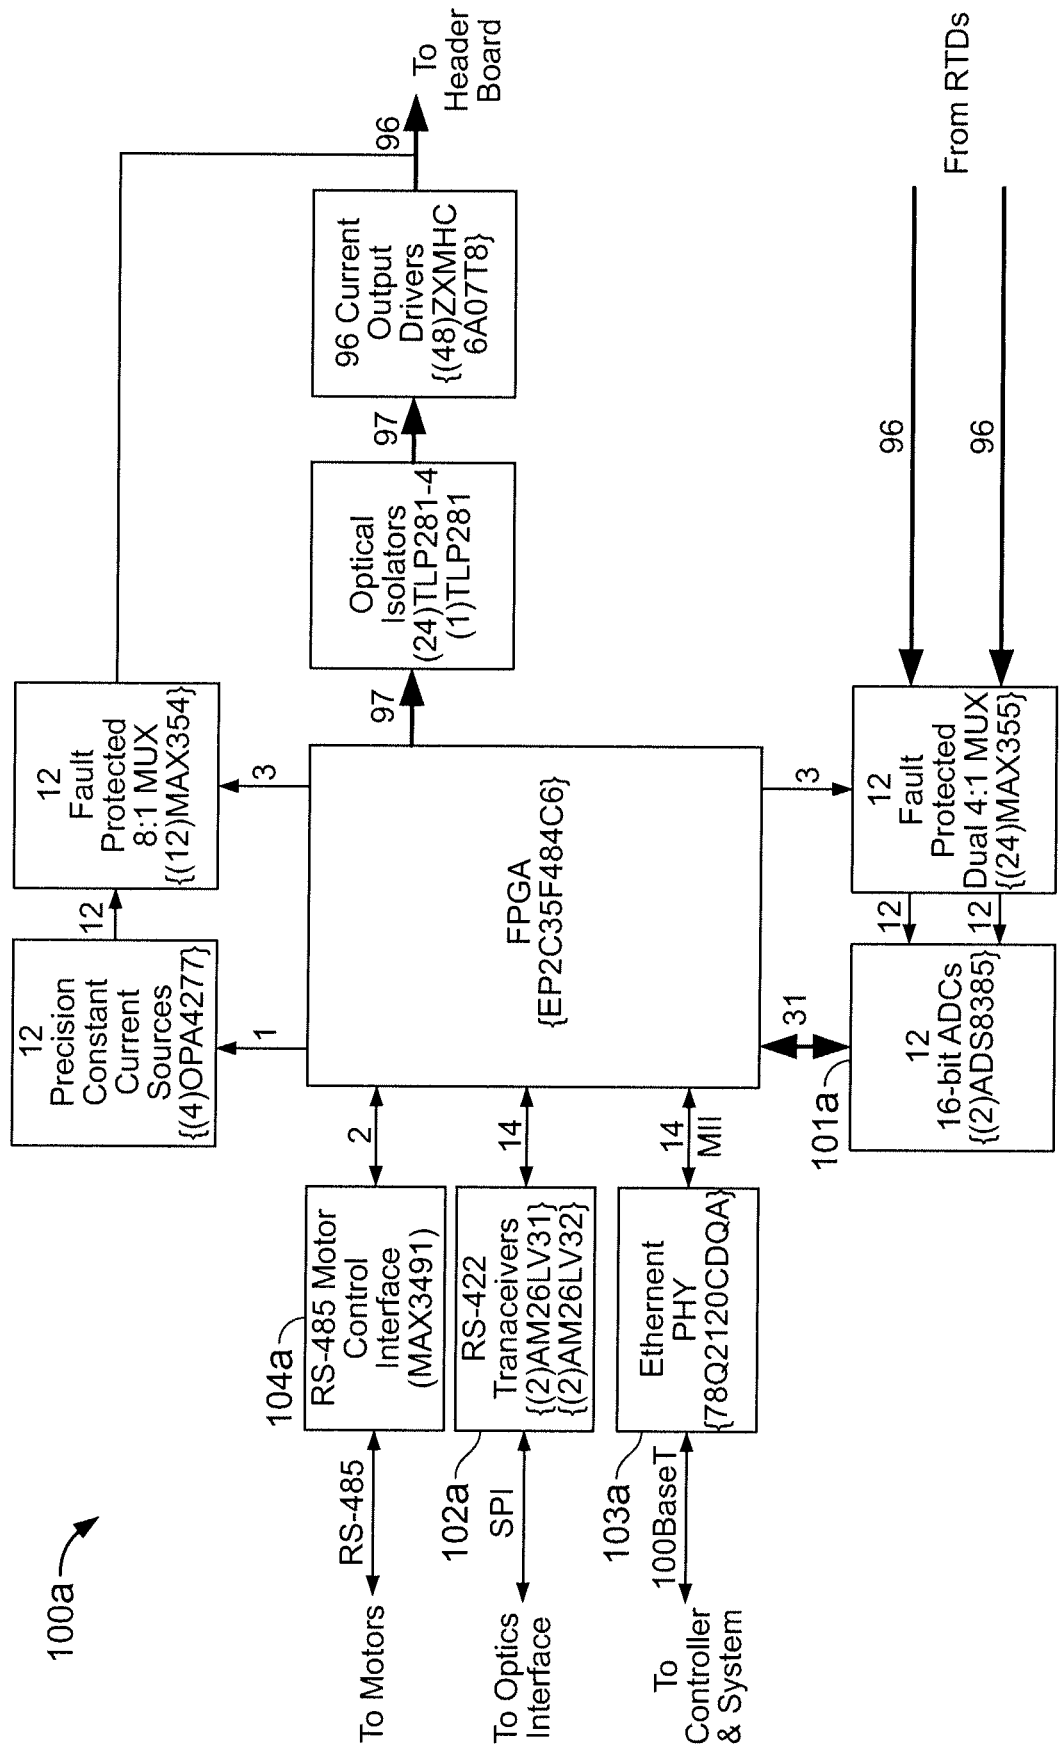 100a
12
Precision
Constant
Current
Sources
{(4)OPA4277}
12
12
Fault
Protected
8:1 MUX
{(12)MAX354}
1
3
To Motors
RS-485
104a
RS-485 Motor
Control
Interface
(MAX3491)
2
To Optics
Interface
SPI
102a
RS-422
Tranaceivers
{(2)AM26LV31}
{(2)AM26LV32}
14
To
Controller
& System
100BaseT
103a
Ethernent
PHY
{78Q2120CDQA}
14
MII
FPGA
{EP2C35F484C6}
97
Optical
Isolators
(24)TLP281-4
(1)TLP281
97
96 Current
Output
Drivers
{(48)ZXMHC
6A07T8}
96
To
Header
Board
31
3
101a
12
16-bit ADCs
{(2)ADS8385}
12
12
12
Fault
Protected
Dual 4:1 MUX
{(24)MAX355}
96
96
From RTDs